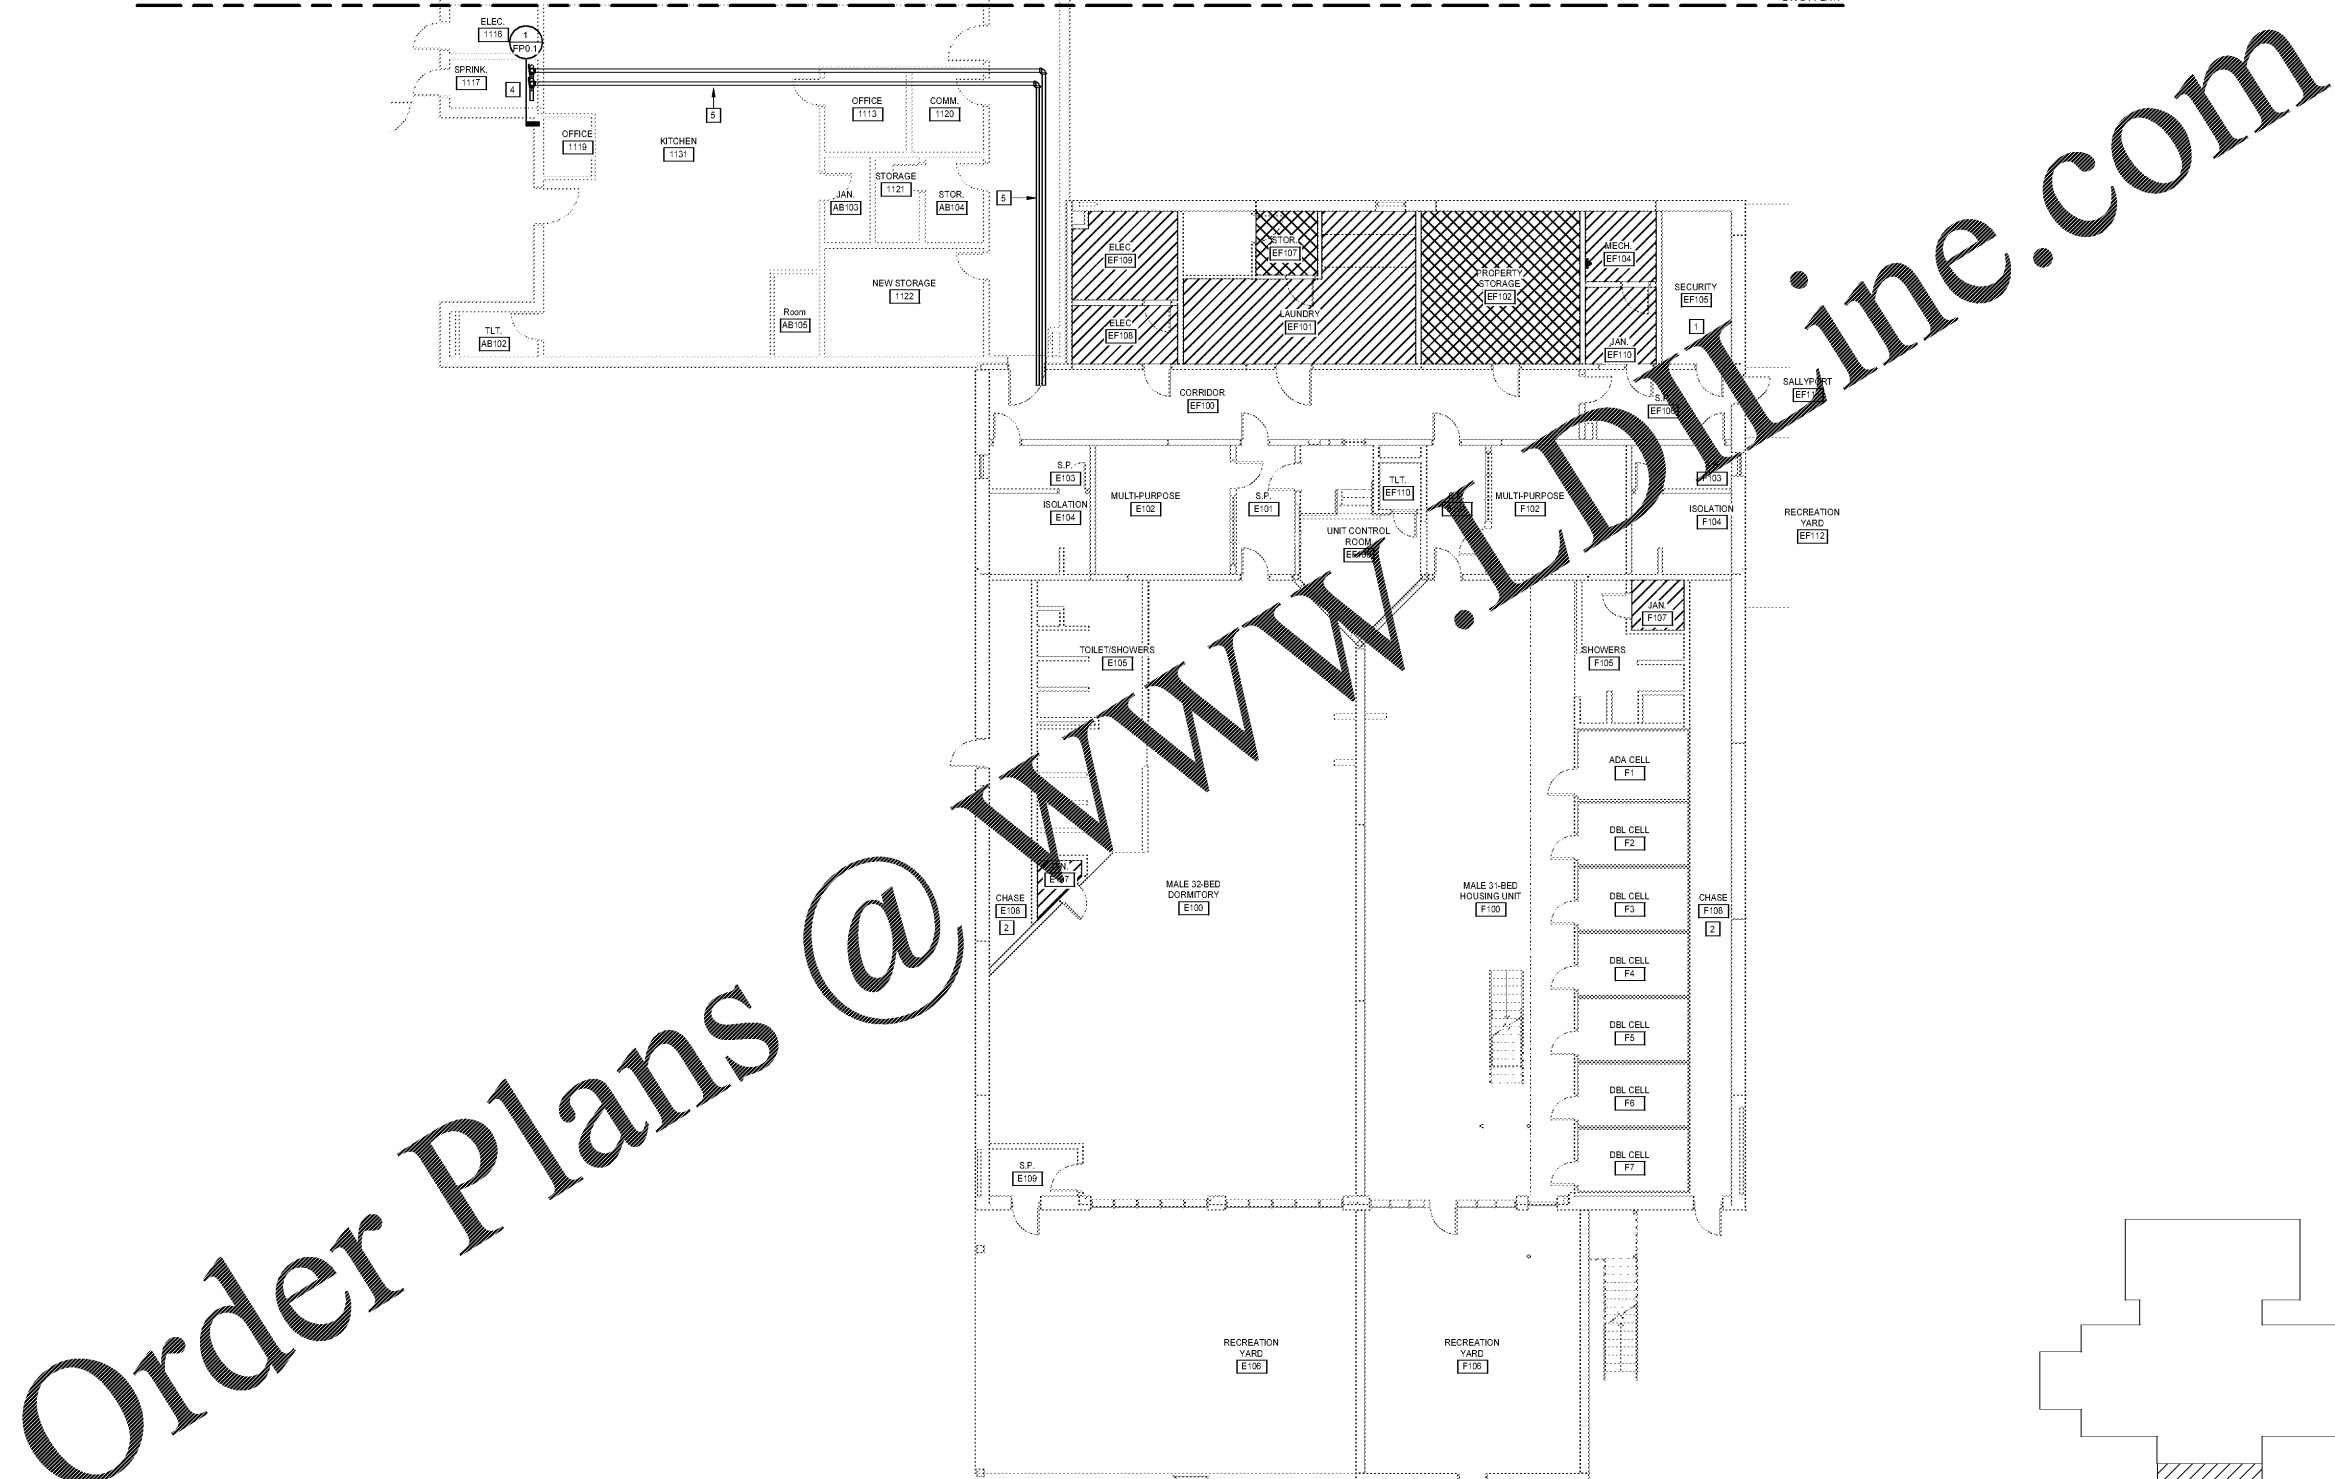 ELEC.
1116
1
FP0.1
SPRINK.
1117
4
OFFICE
1113
COMM.
1120
5
OFFICE
1119
KITCHEN
1131
STORAGE
1121
JAN.
AB103
STOR.
AB104
5
NEW STORAGE
1122
Room
AB105
TLT.
AB102
ELEC
EF109
STOR.
EF107
MECH.
EF104
PROPERTY
STORAGE
EF102
SECURITY
EF105
1
LAUNDRY
EF101
ELEC
EF108
JAN.
EF110
CORRIDOR
EF100
SALLYPORT
S.P.
S.P.
E103
MULTI-PURPOSE
E102
ISOLATION
E104
S.P.
E101
TLT.
EF110
MULTI-PURPOSE
F102
F103
ISOLATION
F104
RECREATION
YARD
EF112
UNIT CONTROL
ROOM
JAN.
F107
TOILET/SHOWERS
E105
SHOWERS
F105
ADA CELL
F1
DBL CELL
F2
DBL CELL
F3
DBL CELL
F4
DBL CELL
F5
DBL CELL
F6
DBL CELL
F7
CHASE
E108
2
MALE 32-BED
DORMITORY
E100
MALE 31-BED
HOUSING UNIT
F100
CHASE
F108
2
S.P.
E109
RECREATION
YARD
E106
RECREATION
YARD
F106
Order Plans @ www.LDILine.com